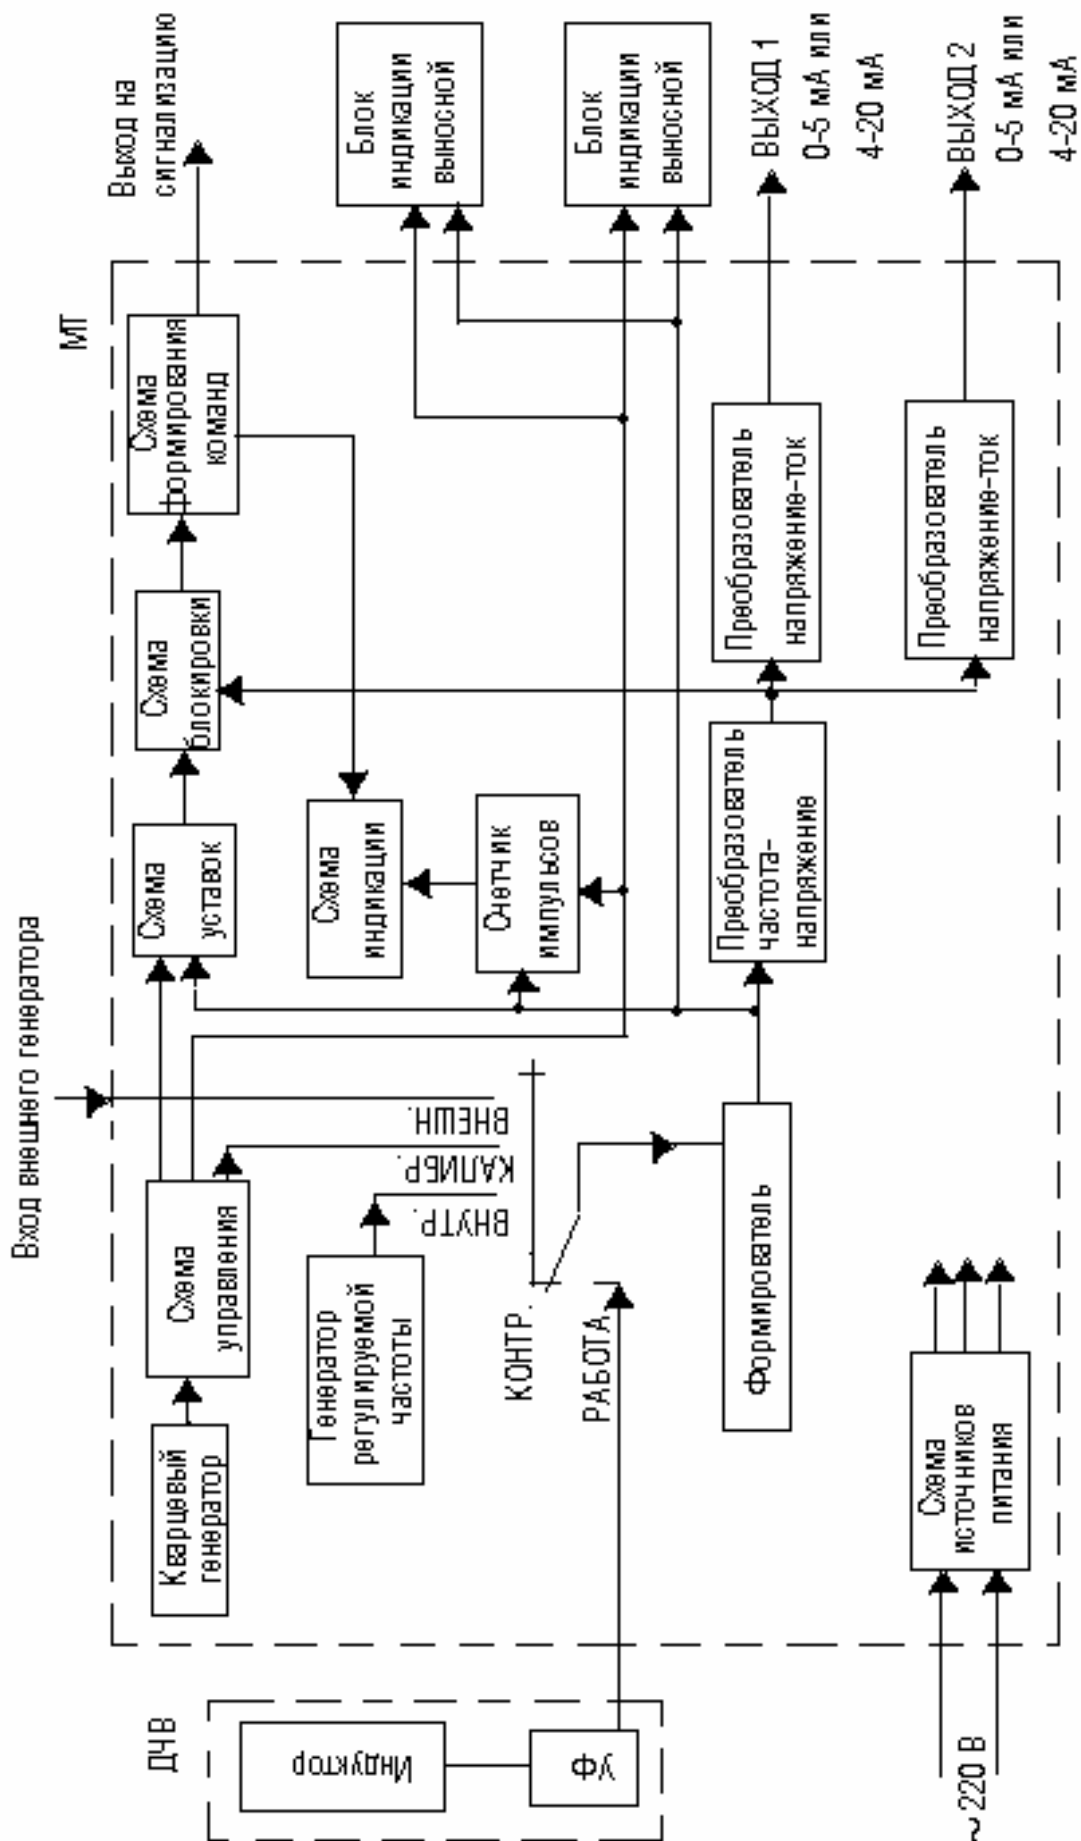 ДЧВ
Индуктор
УФ
~ 220 В
МТ
Вход внешнего генератора
Кварцевый
генератор
Схема
управления
Схема
уставок
Схема
блокировки
Схема
формирования
команд
Выход на
сигнализацию
Генератор
регулируемой
частоты
ВНУТР.
КАЛИБР.
ВНЕШН.
КОНТР.
РАБОТА
Схема
индикации
Счетчик
импульсов
Блок
индикации
выносной
Блок
индикации
выносной
Формирователь
Преобразователь
частота-
напряжение
Преобразователь
напряжение-ток
ВЫХОД 1
0-5 мА или
4-20 мА
Преобразователь
напряжение-ток
ВЫХОД 2
0-5 мА или
4-20 мА
Схема
источников
питания